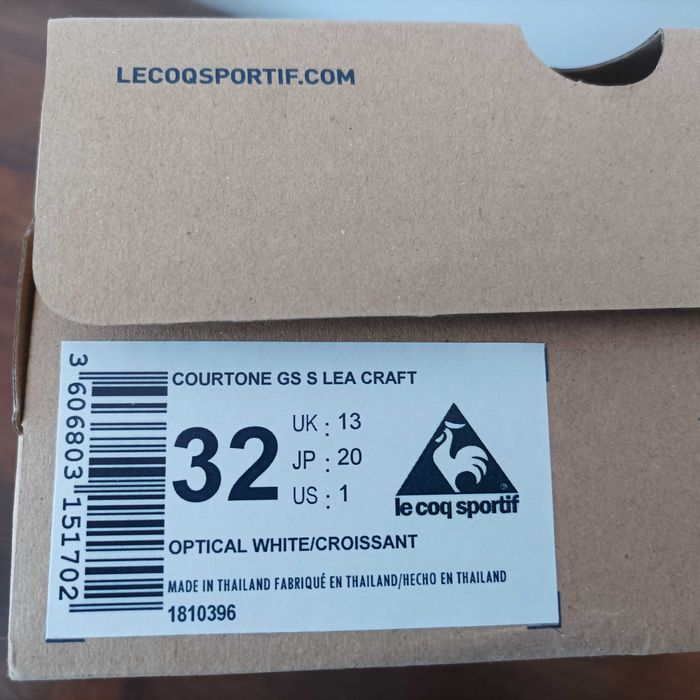 LECOQSPORTIF.COM
3 606803 151702
COURTONE GS S LEA CRAFT
32
UK : 13
JP : 20
US : 1
le coq sportif
OPTICAL WHITE/CROISSANT
MADE IN THAILAND FABRIQUÉ EN THAILAND/HECHO EN THAILAND
1810396